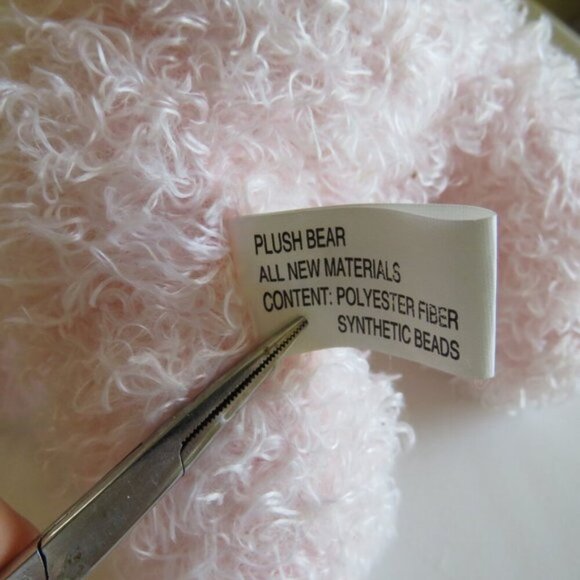 PLUSH BEAR
ALL NEW MATERIALS
CONTENT: POLYESTER FIBER
SYNTHETIC BEADS